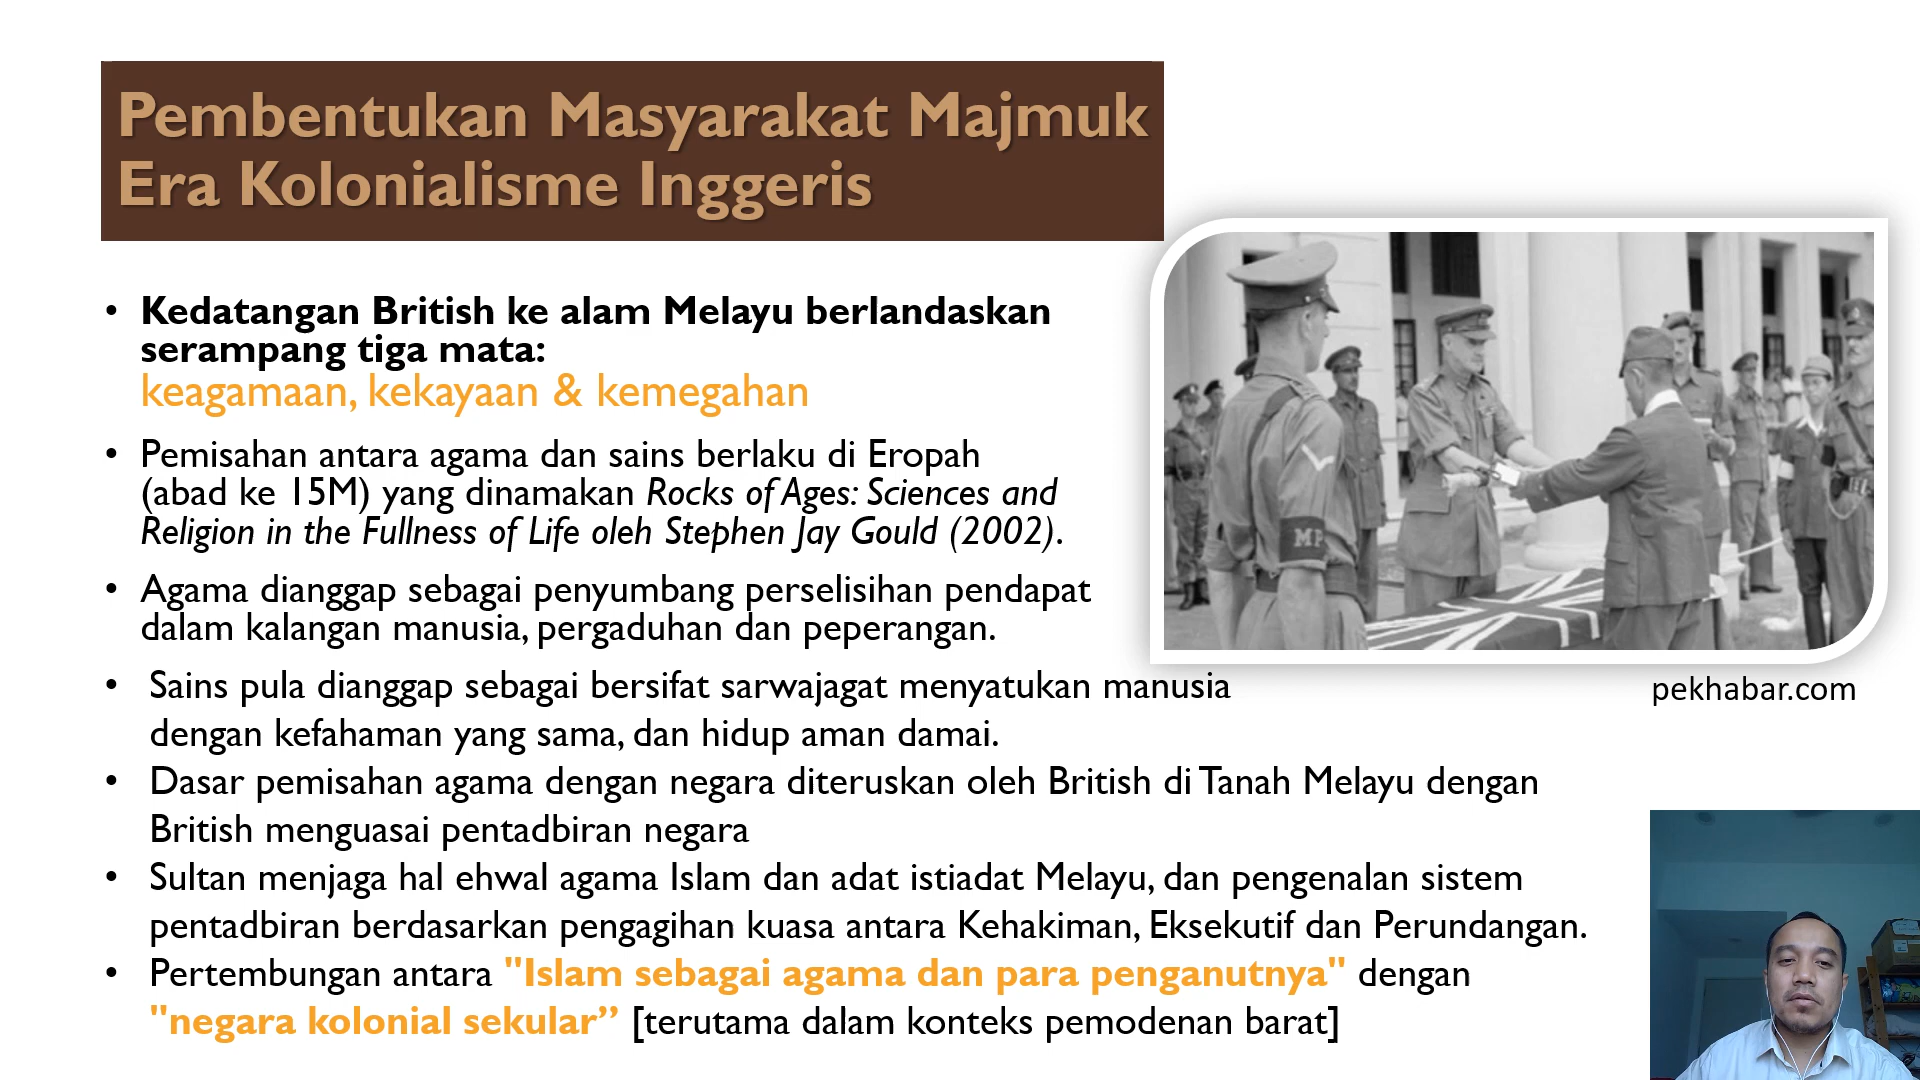 Pembentukan Masyarakat Majmuk
Era Kolonialisme Inggeris
• Kedatangan British ke alam Melayu berlandaskan
serampang tiga mata:
keagamaan, kekayaan & kemegahan
• Pemisahan antara agama dan sains berlaku di Eropah
(abad ke 15M) yang dinamakan Rocks of Ages: Sciences and
Religion in the Fullness of Life oleh Stephen Jay Gould (2002).
• Agama dianggap sebagai penyumbang perselisihan pendapat
dalam kalangan manusia, pergaduhan dan peperangan.
• Sains pula dianggap sebagai bersifat sarwajagat menyatukan manusia
dengan kefahaman yang sama, dan hidup aman damai.
• Dasar pemisahan agama dengan negara diteruskan oleh British di Tanah Melayu dengan
British menguasai pentadbiran negara
• Sultan menjaga hal ehwal agama Islam dan adat istiadat Melayu, dan pengenalan sistem
pentadbiran berdasarkan pengagihan kuasa antara Kehakiman, Eksekutif dan Perundangan.
• Pertembungan antara "Islam sebagai agama dan para penganutnya" dengan
"negara kolonial sekular” [terutama dalam konteks pemodenan barat]
MP
pekhabar.com